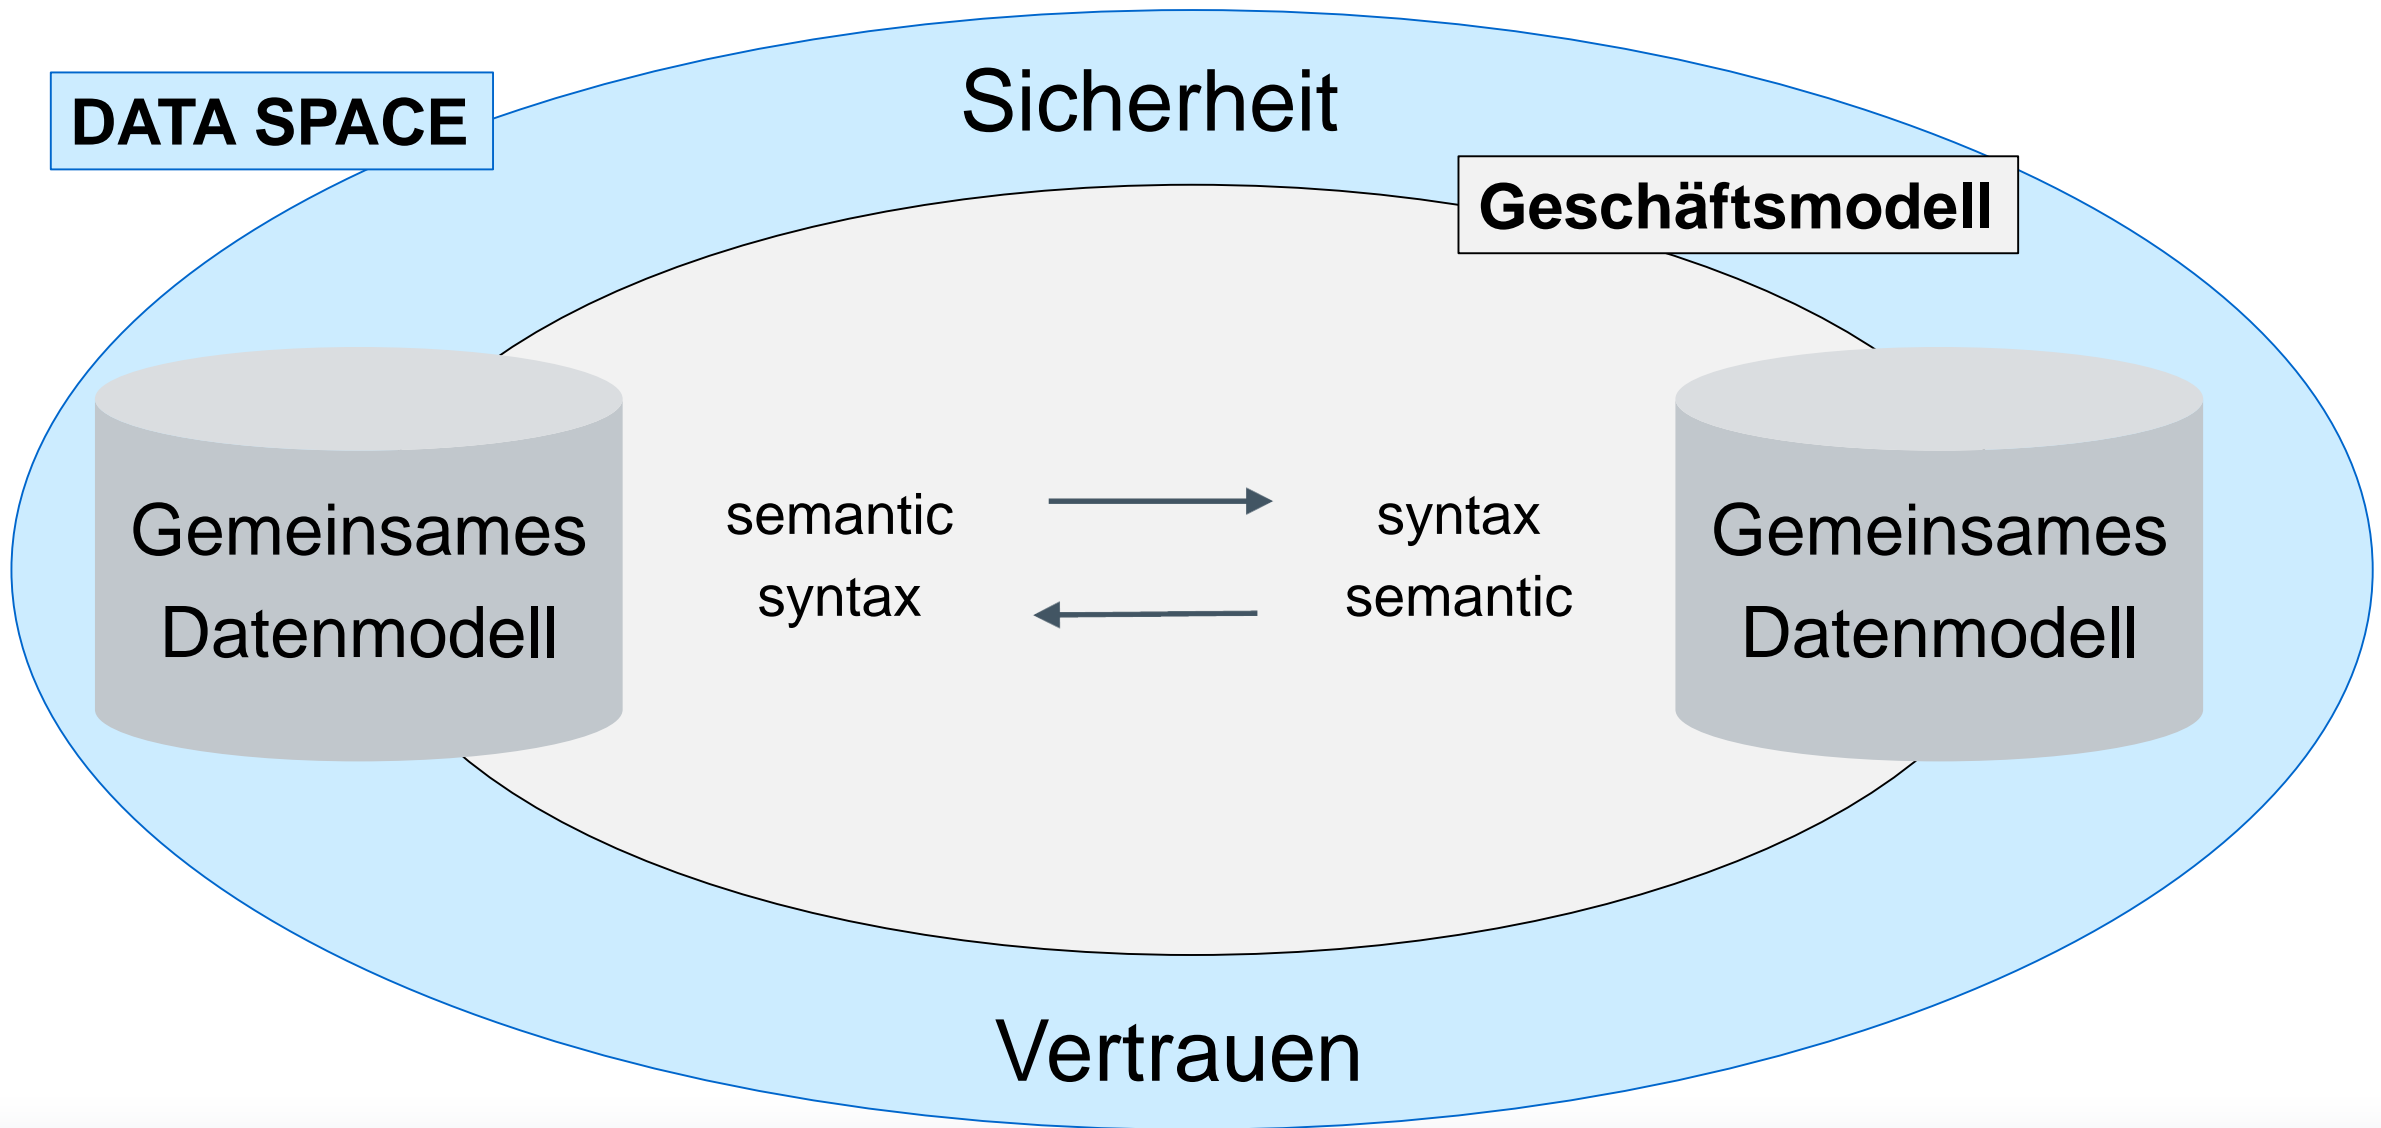 DATA SPACE
Sicherheit
Geschäftsmodell
Gemeinsames
Datenmodell
semantic
syntax
syntax
semantic
Gemeinsames
Datenmodell
Vertrauen